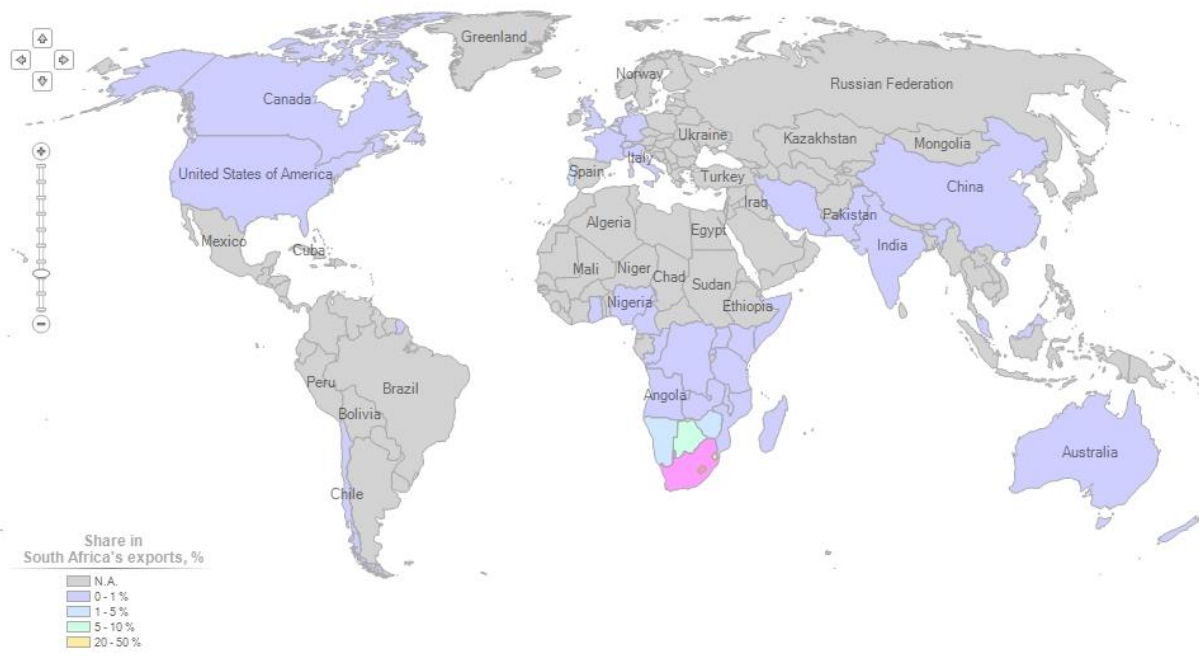 Greenland
Norway
Russian Federation
Canada
Ukraine
Kazakhstan
Mongolia
Italy
Spain
Turkey
United States of America
China
Iraq
Pakistan
Algeria
Egypt
India
Mexico
Cuba
Mali
Niger
Chad
Sudan
Nigeria
Ethiopia
Peru
Brazil
Angola
Bolivia
Australia
Chile
Share in
South Africa's exports, %
N.A.
0 - 1 %
1 - 5 %
5 - 10 %
20 - 50 %